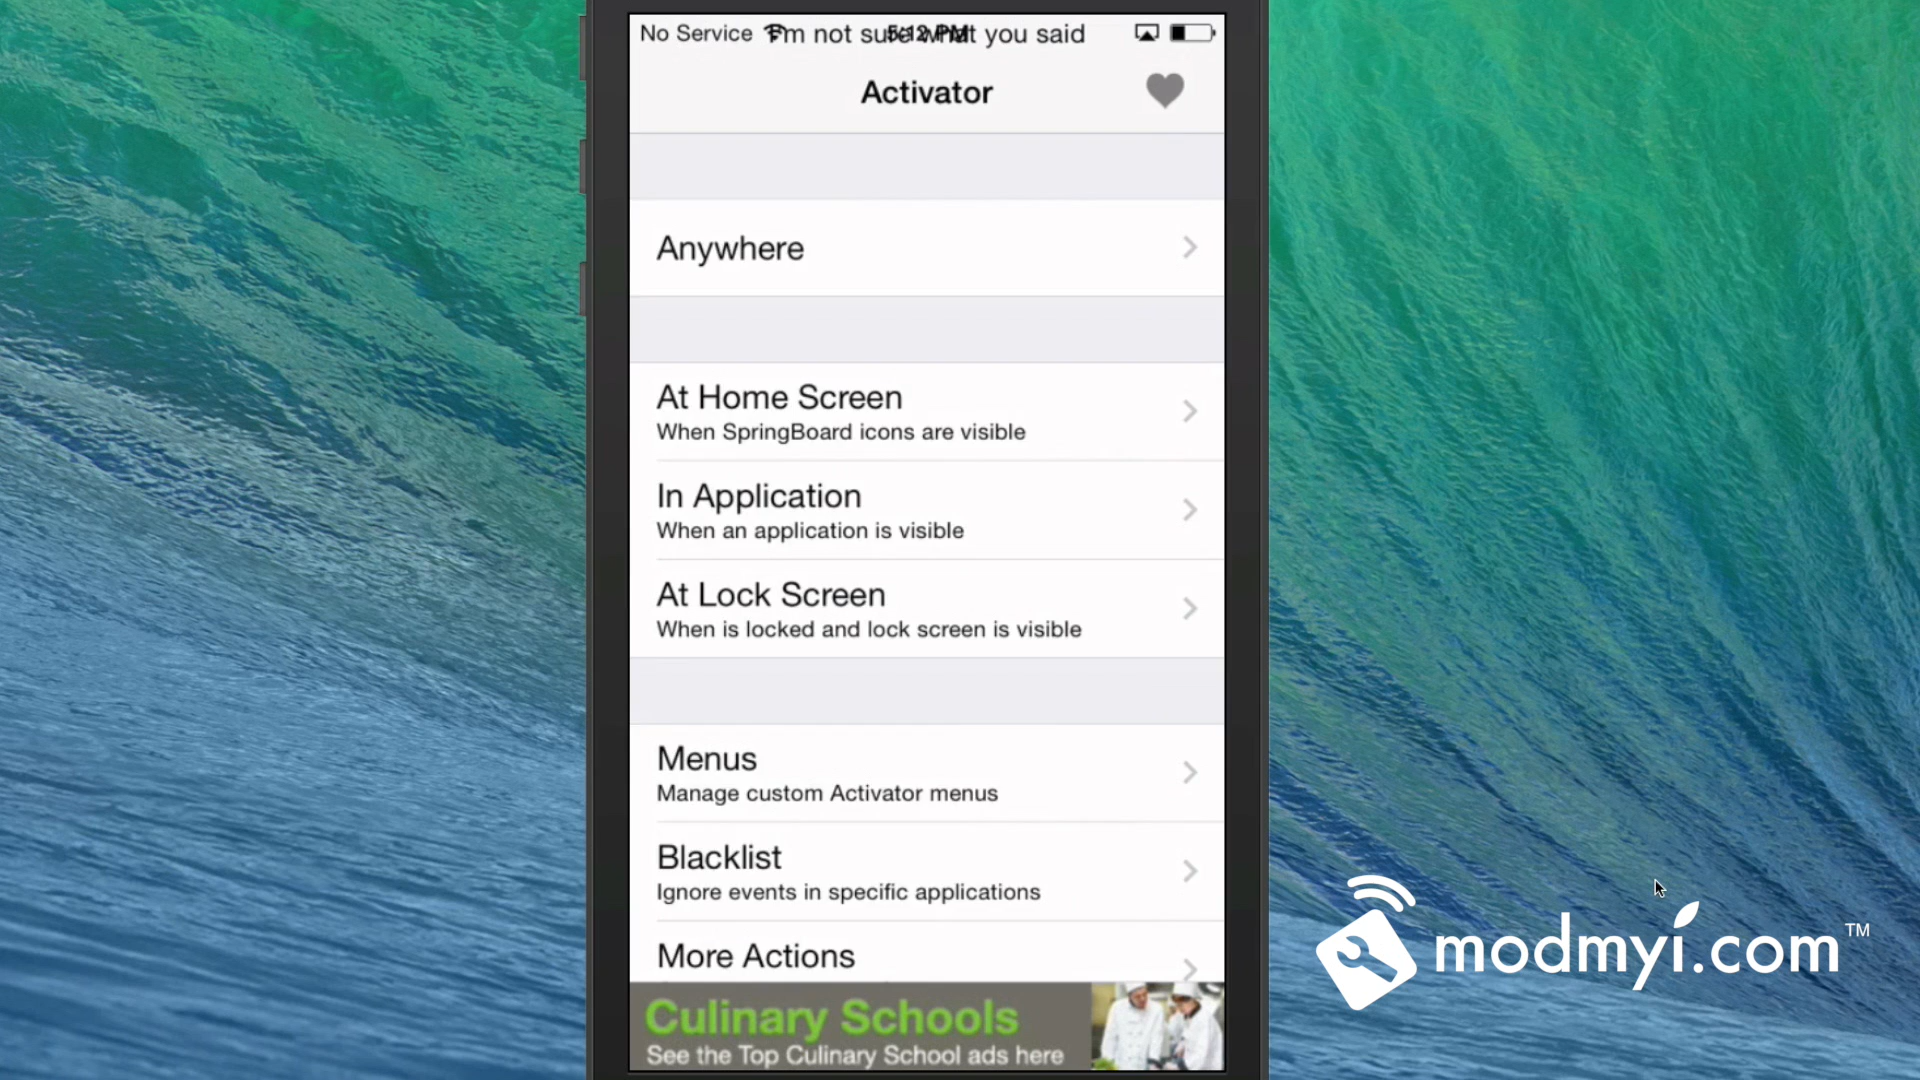 No Service I'm not sure what you said 5:12 PM
Activator
Anywhere
At Home Screen
When SpringBoard icons are visible
In Application
When an application is visible
At Lock Screen
When is locked and lock screen is visible
Menus
Manage custom Activator menus
Blacklist
Ignore events in specific applications
More Actions
Culinary Schools
See the Top Culinary School ads here
modmyi.com™